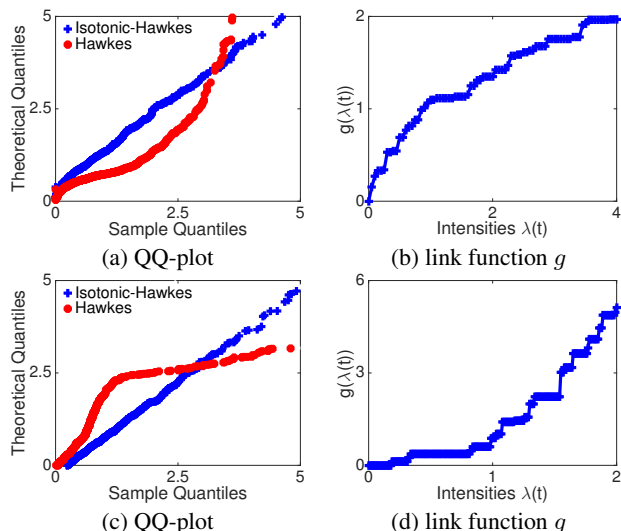 5
Isotonic-Hawkes
Hawkes
Theoretical Quantiles
2.5
0
0 2.5 5
Sample Quantiles
(a) QQ-plot
2
g(λ(t))
1
0
0 2 4
Intensities λ(t)
(b) link function g
5
Isotonic-Hawkes
Hawkes
Theoretical Quantiles
2.5
0
0 2.5 5
Sample Quantiles
(c) QQ-plot
6
g(λ(t))
3
0
0 1 2
Intensities λ(t)
(d) link function g